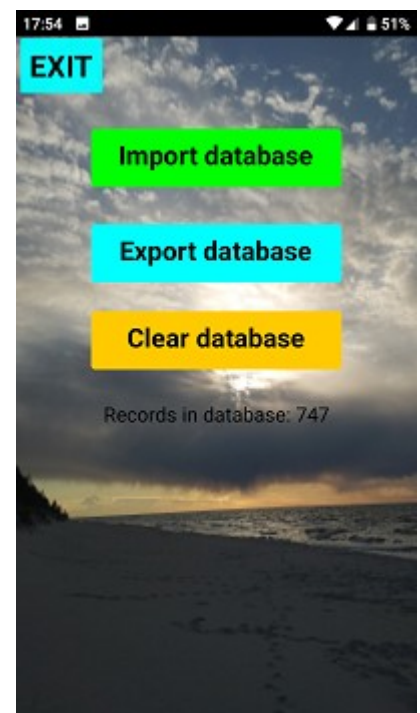 17:54 51%
EXIT
Import database
Export database
Clear database
Records in database: 747